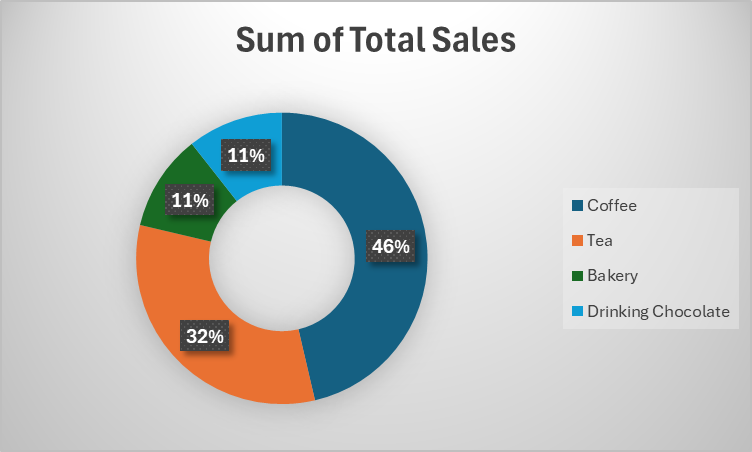 Sum of Total Sales
11%
11%
46%
32%
Coffee
Tea
Bakery
Drinking Chocolate